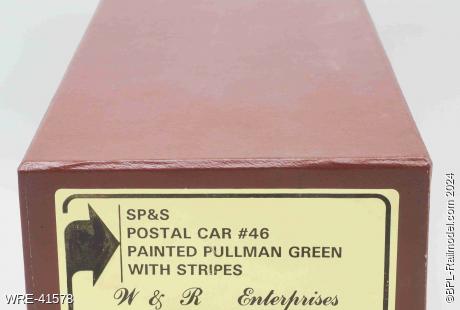 SP&S
POSTAL CAR #46
PAINTED PULLMAN GREEN
WITH STRIPES
W & R Enterprises
WRE-41578
©BPL-Railmodel.com 2024